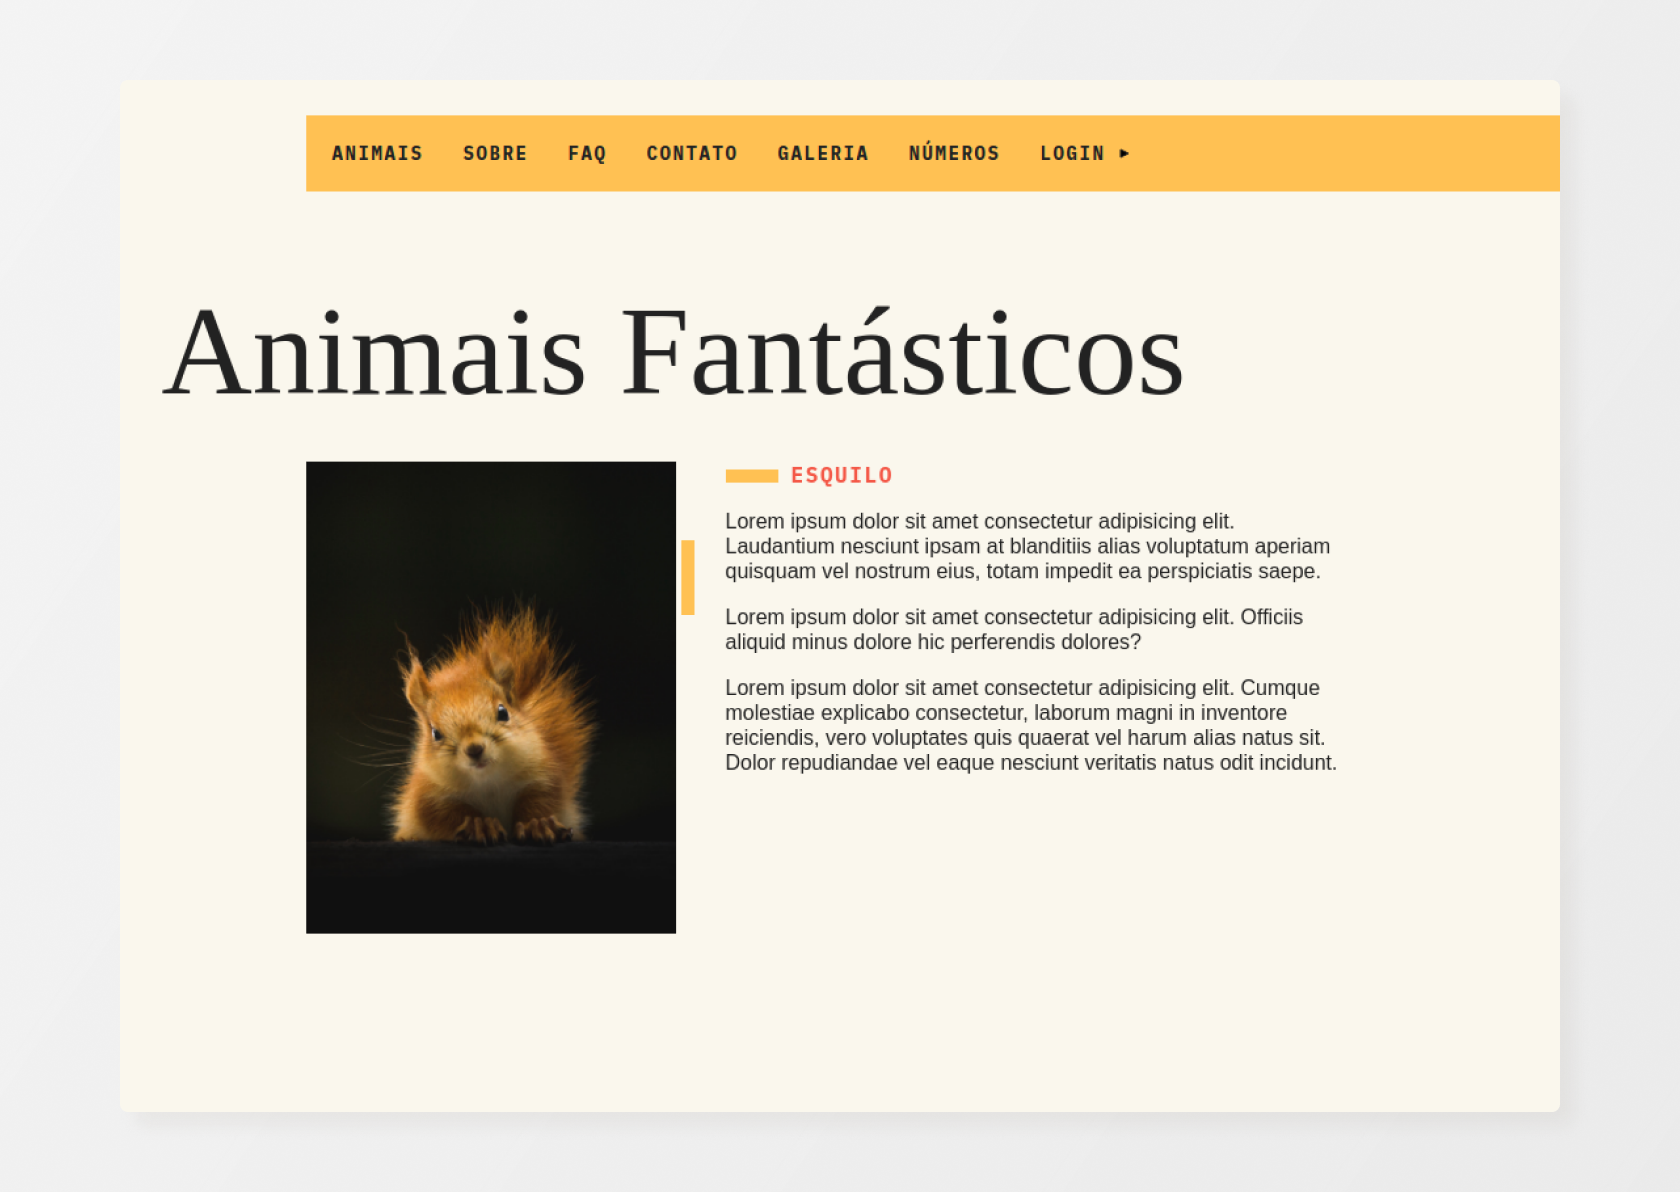 ANIMAIS SOBRE FAQ CONTATO GALERIA NÚMEROS LOGIN ▸
Animais Fantásticos
ESQUILO
Lorem ipsum dolor sit amet consectetur adipisicing elit.
Laudantium nesciunt ipsam at blanditiis alias voluptatum aperiam
quisquam vel nostrum eius, totam impedit ea perspiciatis saepe.
Lorem ipsum dolor sit amet consectetur adipisicing elit. Officiis
aliquid minus dolore hic perferendis dolores?
Lorem ipsum dolor sit amet consectetur adipisicing elit. Cumque
molestiae explicabo consectetur, laborum magni in inventore
reiciendis, vero voluptates quis quaerat vel harum alias natus sit.
Dolor repudiandae vel eaque nesciunt veritatis natus odit incidunt.